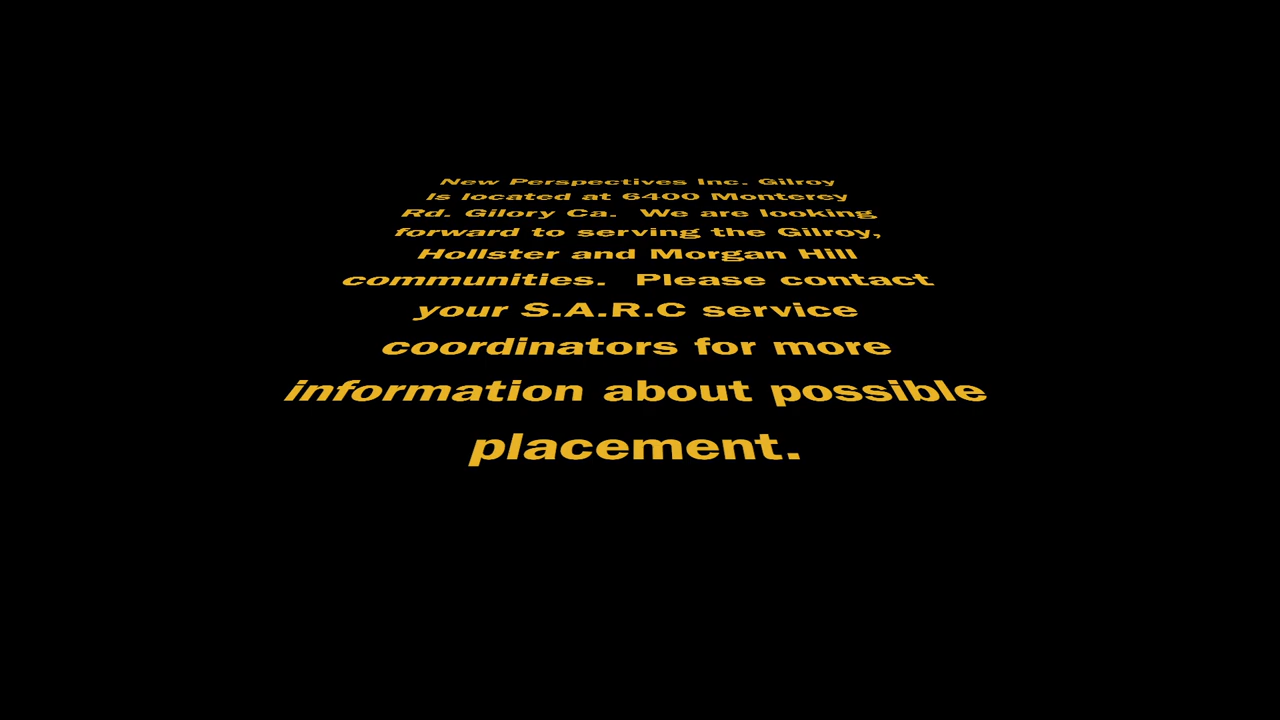 New Perspectives Inc. Gilroy
is located at 6400 Monterey
Rd. Gilory Ca.  We are looking
forward to serving the Gilroy,
Hollster and Morgan Hill
communities.  Please contact
your S.A.R.C service
coordinators for more
information about possible
placement.